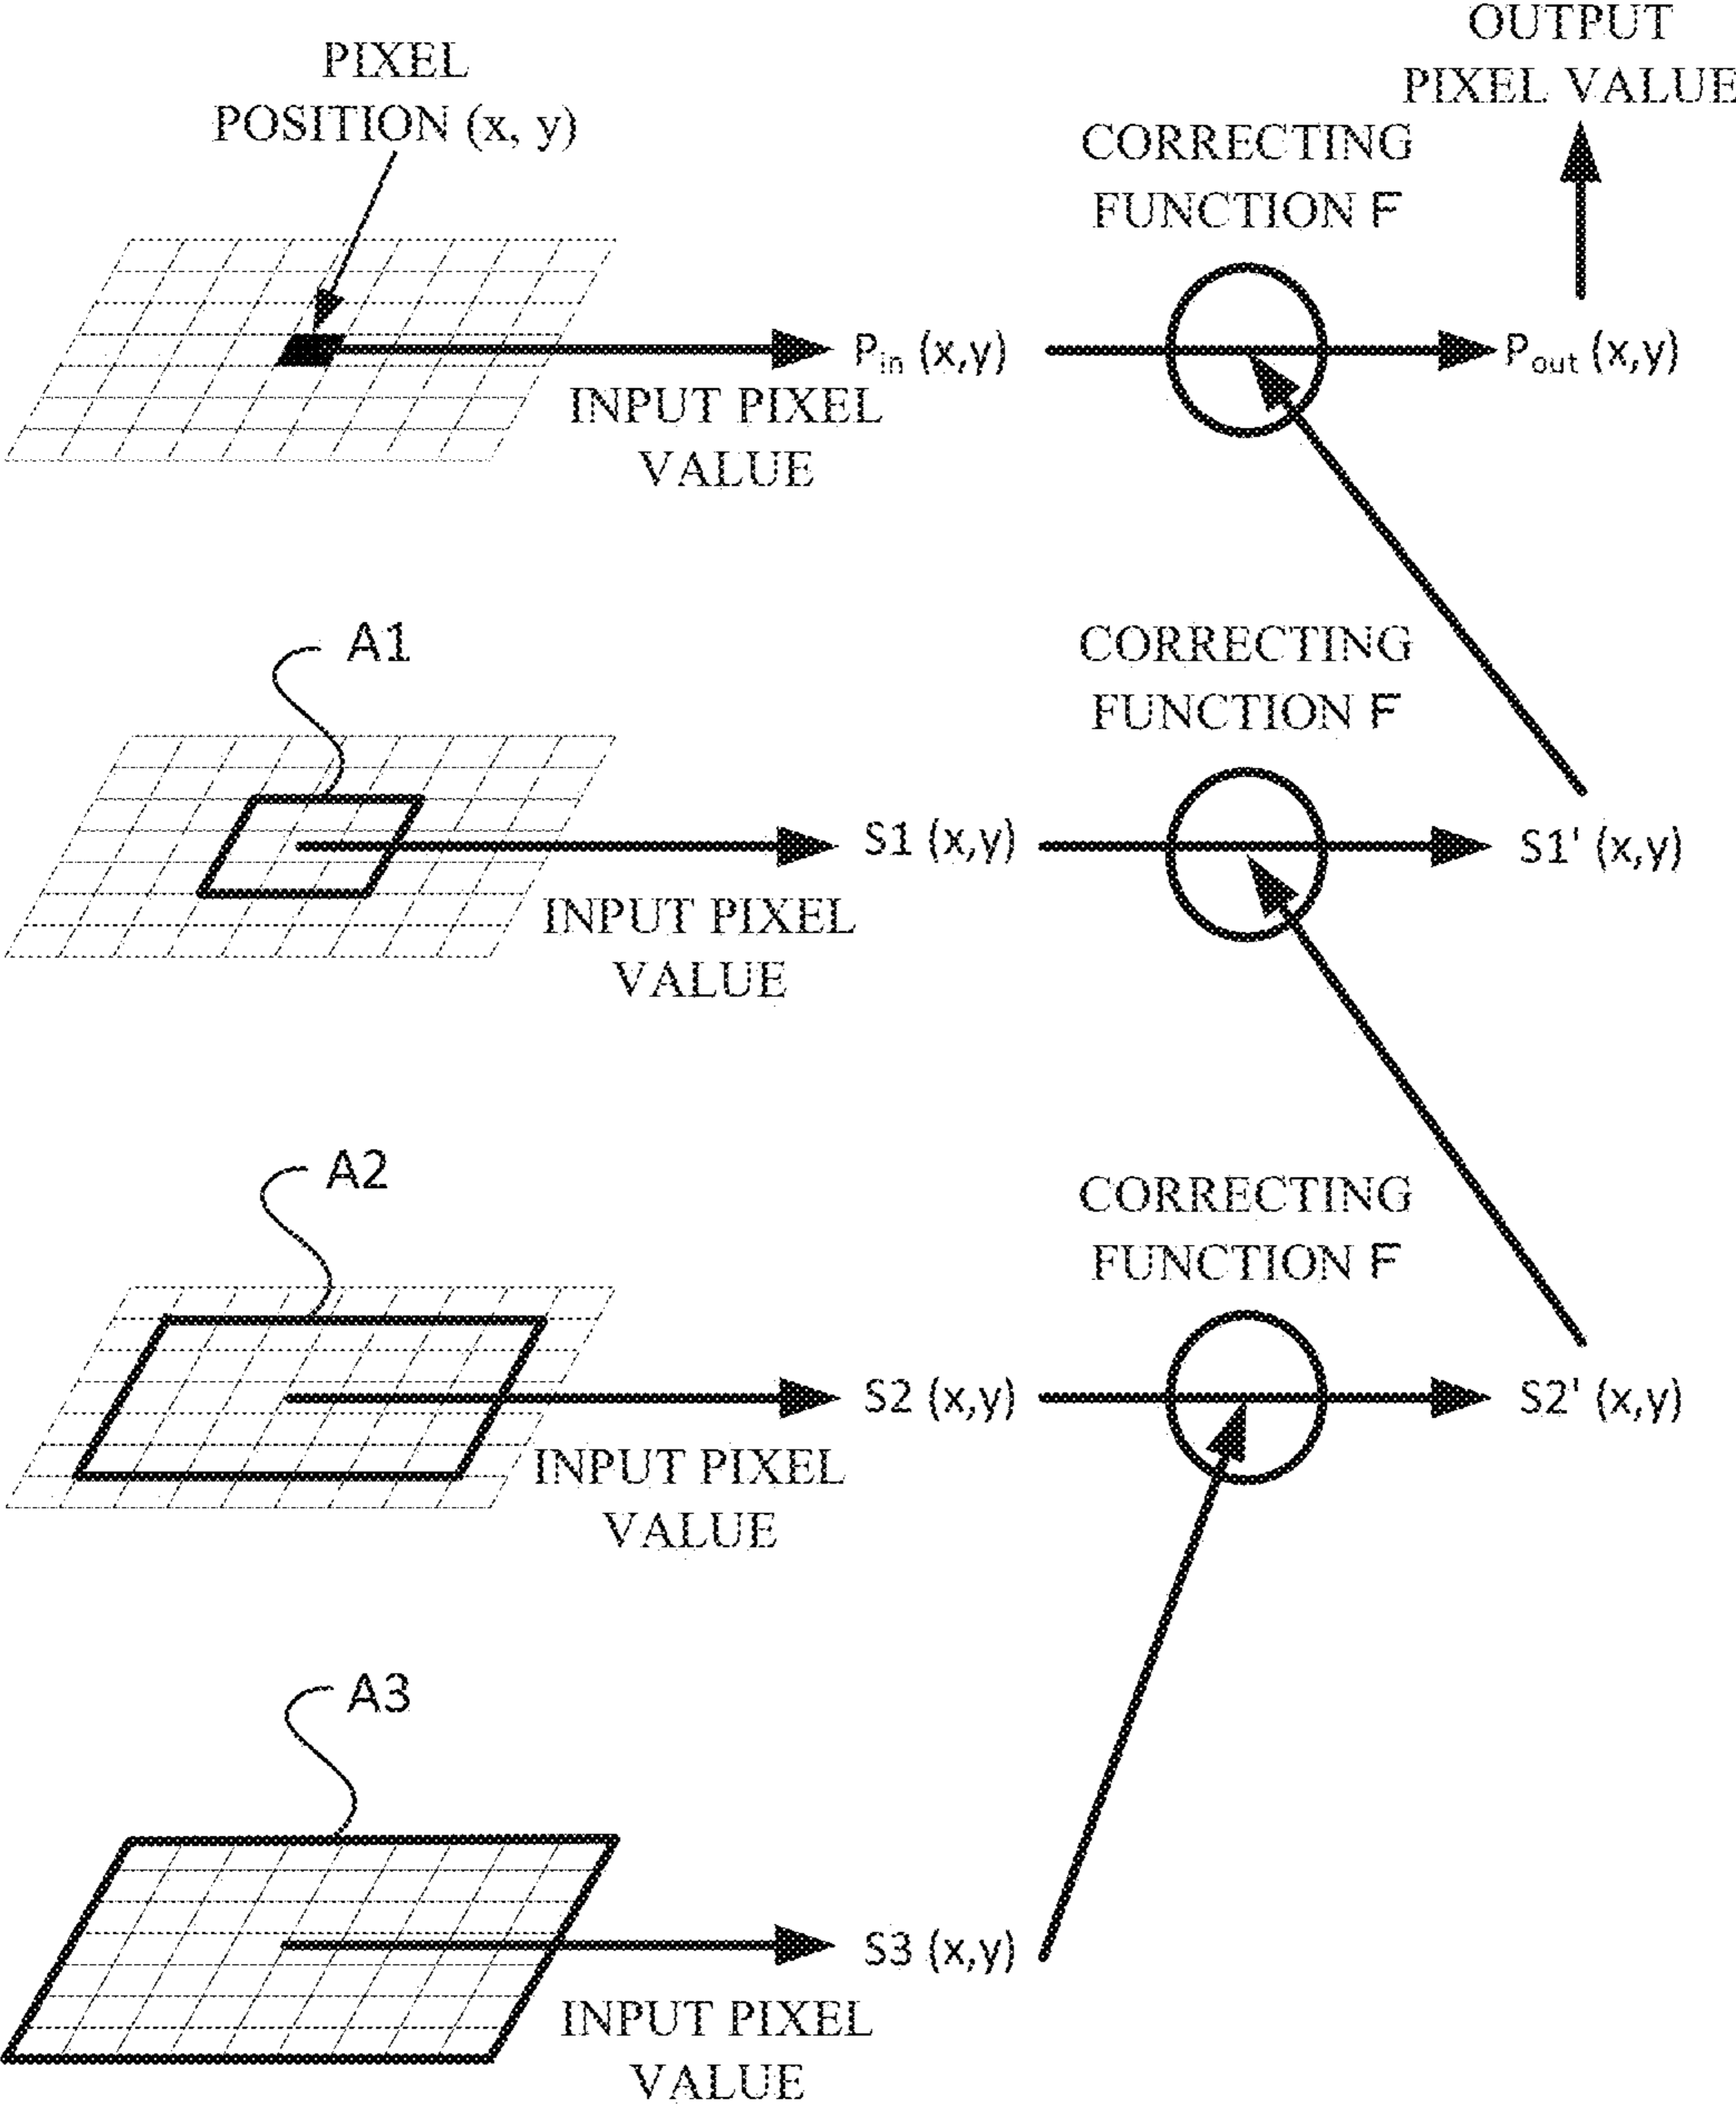 OUTPUT
PIXEL VALUE
PIXEL
POSITION (x, y)
CORRECTING
FUNCTION F
Pin (x,y)
Pout (x,y)
INPUT PIXEL
VALUE
A1
CORRECTING
FUNCTION F
S1 (x,y)
S1' (x,y)
INPUT PIXEL
VALUE
A2
CORRECTING
FUNCTION F
S2 (x,y)
S2' (x,y)
INPUT PIXEL
VALUE
A3
S3 (x,y)
INPUT PIXEL
VALUE